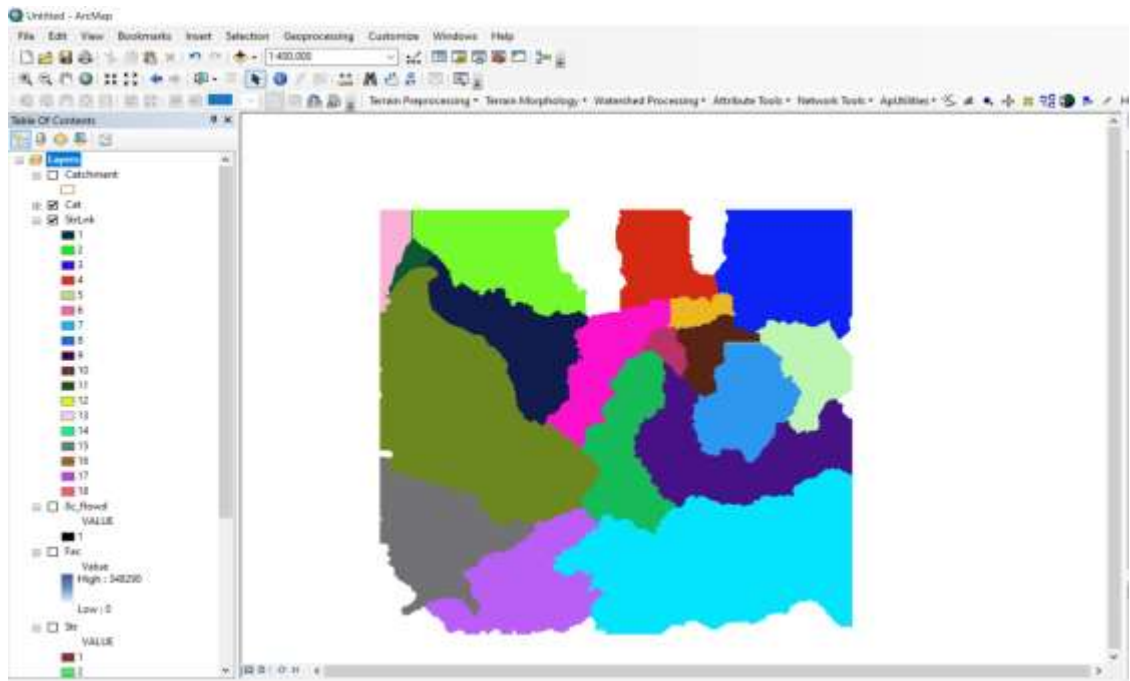 Untitled - ArcMap
File Edit View Bookmarks Insert Selection Geoprocessing Customize Windows Help
1:400,000
Terrain Preprocessing Terrain Morphology Watershed Processing Attribute Tools Network Tools ApUtilities
Table Of Contents
Layers
Catchment
Cat
StrLnk
1
2
3
4
5
6
7
8
9
10
11
12
13
14
15
16
17
18
VALUE
1
Fac
Value
High : 348290
Low : 0
Str
VALUE
1